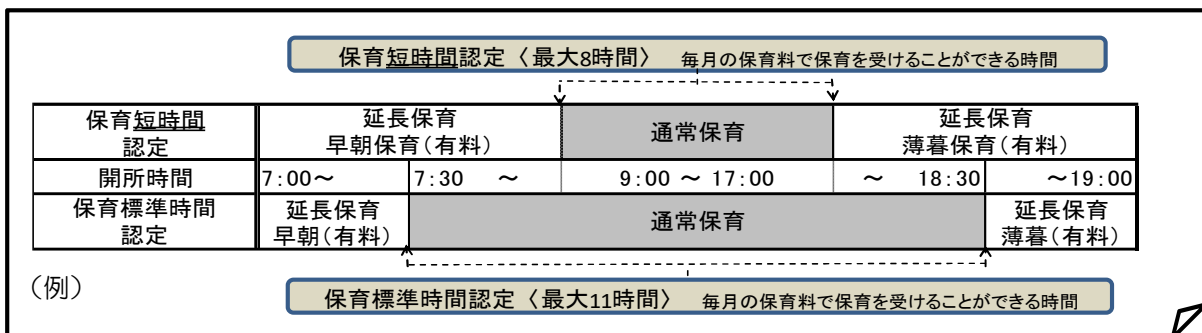 保育短時間認定〈最大8時間〉 毎月の保育料で保育を受けることができる時間
保育短時間
認定
延長保育
早朝保育(有料)
通常保育
延長保育
薄暮保育(有料)
開所時間 7:00～ 7:30 ～ 9:00 ～ 17:00 ～ 18:30 ～19:00
保育標準時間
認定
延長保育
早朝(有料)
通常保育
延長保育
薄暮(有料)
(例)
保育標準時間認定〈最大11時間〉 毎月の保育料で保育を受けることができる時間